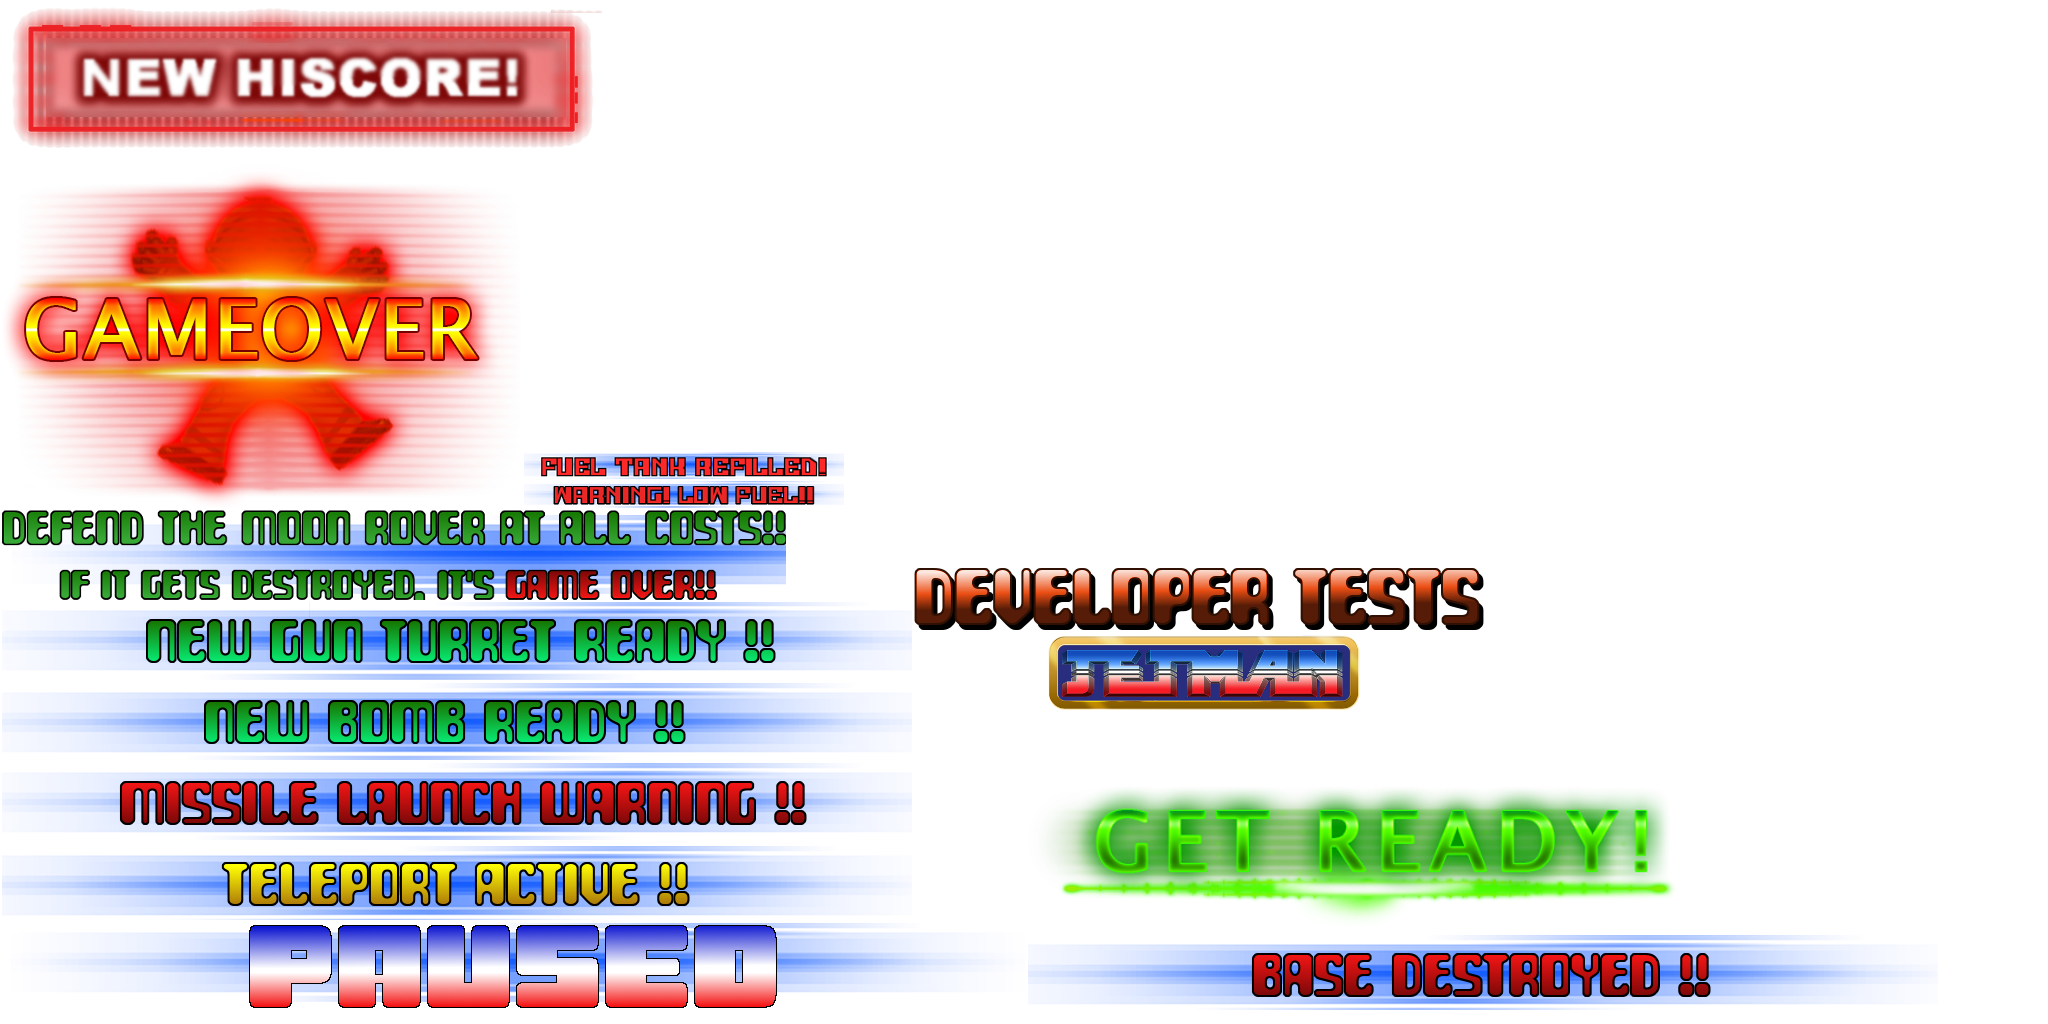 NEW HISCORE!
GAMEOVER
FUEL TANK REFILLED!
WARNING! LOW FUEL!!
DEFEND THE MOON ROVER AT ALL COSTS!!
IF IT GETS DESTROYED, IT'S GAME OVER!!
NEW GUN TURRET READY !!
NEW BOMB READY !!
MISSILE LAUNCH WARNING !!
TELEPORT ACTIVE !!
PAUSED
DEVELOPER TESTS
JETMAN
GET READY!
BASE DESTROYED !!